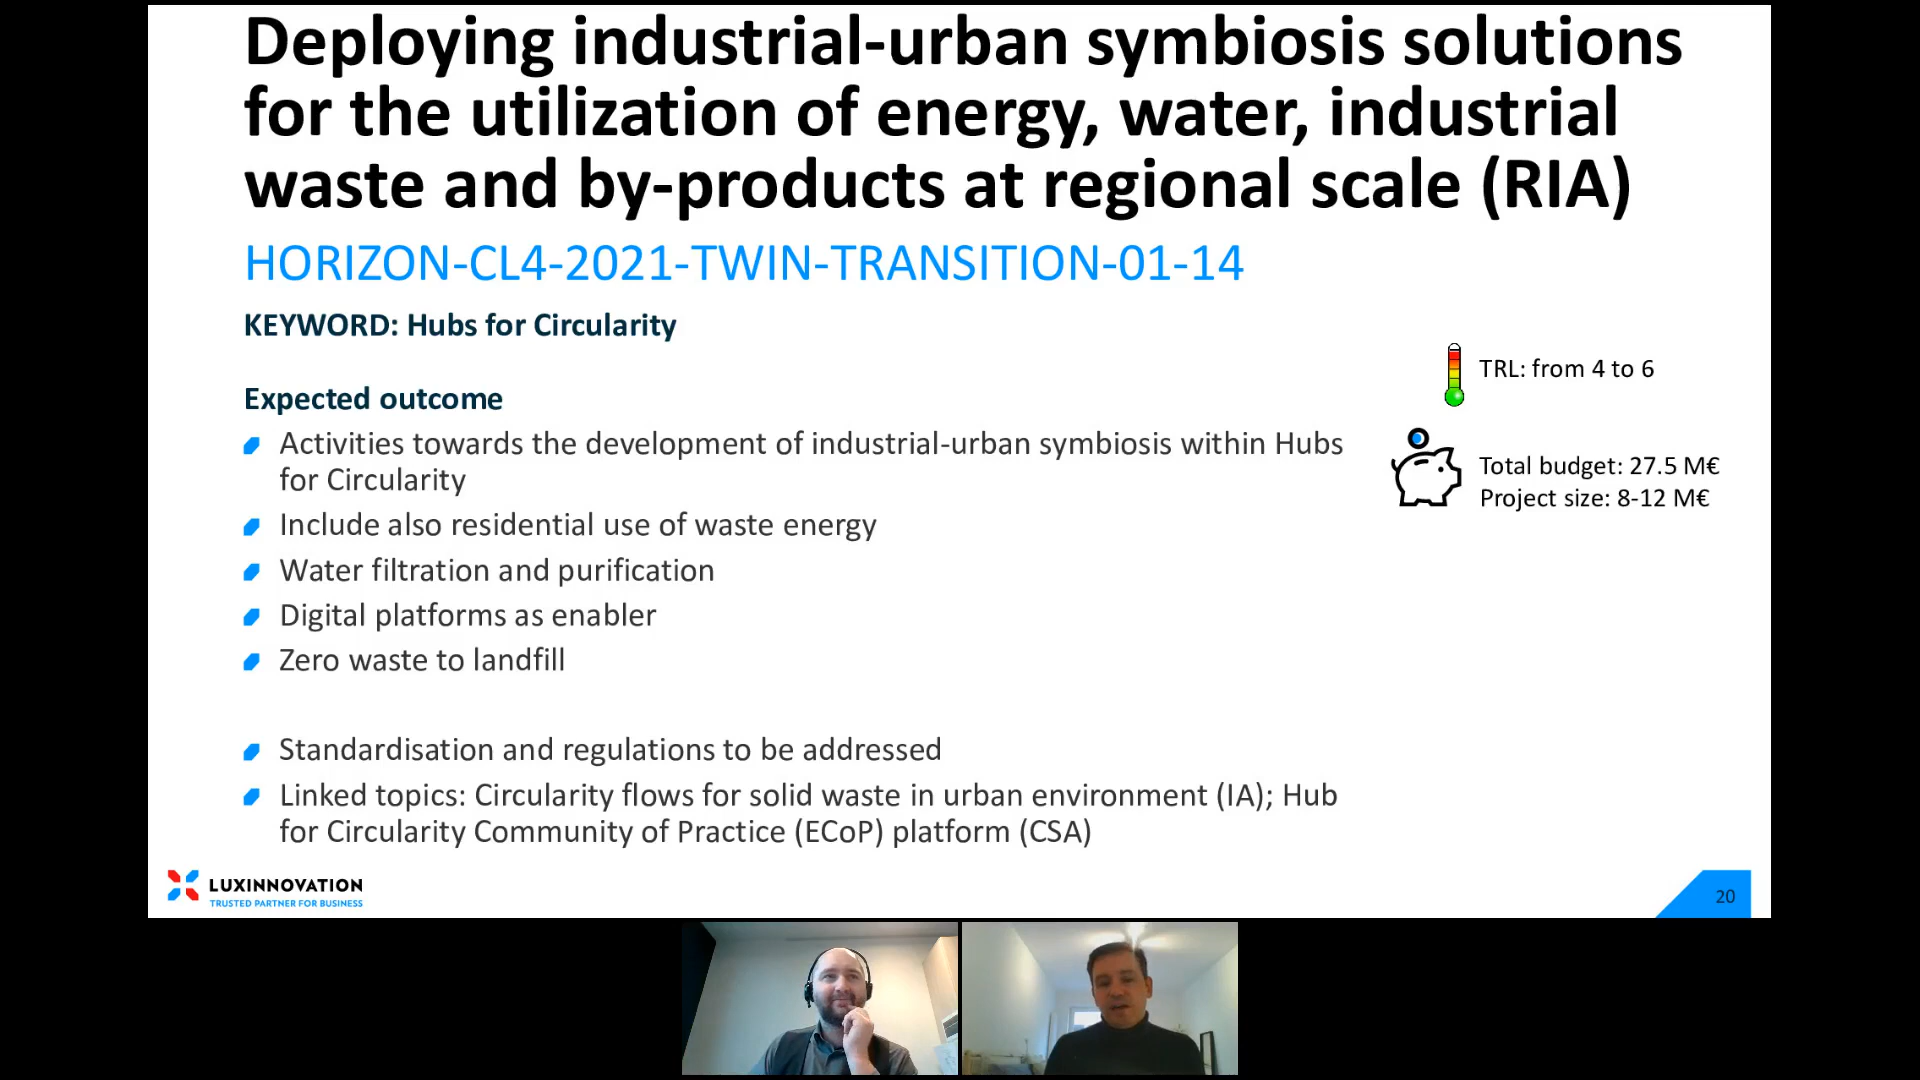 Deploying industrial-urban symbiosis solutions
for the utilization of energy, water, industrial
waste and by-products at regional scale (RIA)
HORIZON-CL4-2021-TWIN-TRANSITION-01-14
KEYWORD: Hubs for Circularity
TRL: from 4 to 6
Expected outcome
Activities towards the development of industrial-urban symbiosis within Hubs
for Circularity
Total budget: 27.5 M€
Project size: 8-12 M€
Include also residential use of waste energy
Water filtration and purification
Digital platforms as enabler
Zero waste to landfill
Standardisation and regulations to be addressed
Linked topics: Circularity flows for solid waste in urban environment (IA); Hub
for Circularity Community of Practice (ECoP) platform (CSA)
LUXINNOVATION
TRUSTED PARTNER FOR BUSINESS
20